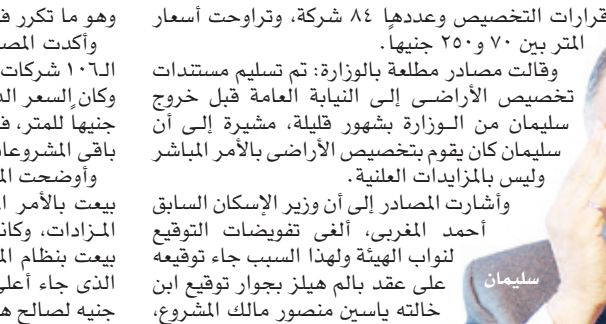 قرارات التخصيص وعددها ٨٤ شركة، وتراوحت أسعار
المتر بين ٧٠ و٢٥٠ جنيهاً.
وقالت مصادر مطلعة بالوزارة: تم تسليم مستندات
تخصيص الأراضى إلى النيابة العامة قبل خروج
سليمان من الوزارة بشهور قليلة، مشيرة إلى أن
سليمان كان يقوم بتخصيص الأراضى بالأمر المباشر
وليس بالمزايدات العلنية.
وأشارت المصادر إلى أن وزير الإسكان السابق
أحمد المغربى، ألغى تفويضات التوقيع
لنواب الهيئة ولهذا السبب جاء توقيعه
على عقد بالم هيلز بجوار توقيع ابن
خالته ياسين منصور مالك المشروع،
سليمان
وهو ما تكرر ف
وأكدت المصا
الـ١٠٦ شركات
وكان السعر الد
جنيهاً للمتر، ف
باقى المشروعات
وأوضحت الم
بيعت بالأمر ا
المزادات، وكان
بيعت بنظام الم
الذى جاء أعلى
جنيه لصالح ه